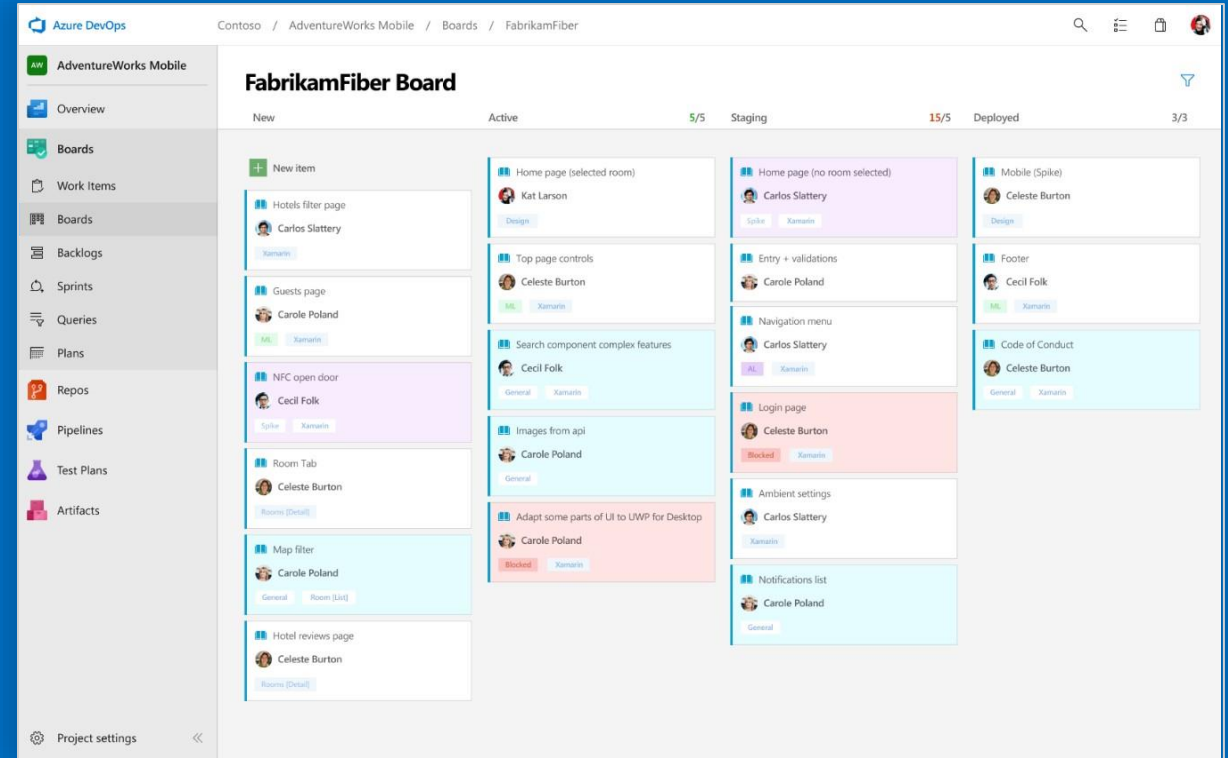 Azure DevOps
Contoso / AdventureWorks Mobile / Boards / FabrikamFiber
AW AdventureWorks Mobile
Overview
Boards
Work Items
Boards
Backlogs
Sprints
Queries
Plans
Repos
Pipelines
Test Plans
Artifacts
Project settings
FabrikamFiber Board
New
Active 5/5
Staging 15/5
Deployed 3/3
New item
Hotels filter page
Carlos Slattery
Xamarin
Guests page
Carole Poland
ML Xamarin
NFC open door
Cecil Folk
Spike Xamarin
Room Tab
Celeste Burton
Rooms [Detail]
Map filter
Carole Poland
General Room [List]
Hotel reviews page
Celeste Burton
Rooms [Detail]
Home page (selected room)
Kat Larson
Design
Top page controls
Celeste Burton
ML Xamarin
Search component complex features
Cecil Folk
General Xamarin
Images from api
Carole Poland
General
Adapt some parts of UI to UWP for Desktop
Carole Poland
Blocked Xamarin
Home page (no room selected)
Carlos Slattery
Spike Xamarin
Entry + validations
Carole Poland
Navigation menu
Carlos Slattery
AL Xamarin
Login page
Celeste Burton
Blocked Xamarin
Ambient settings
Carlos Slattery
Xamarin
Notifications list
Carole Poland
General
Mobile (Spike)
Celeste Burton
Design
Footer
Cecil Folk
ML Xamarin
Code of Conduct
Celeste Burton
General Xamarin